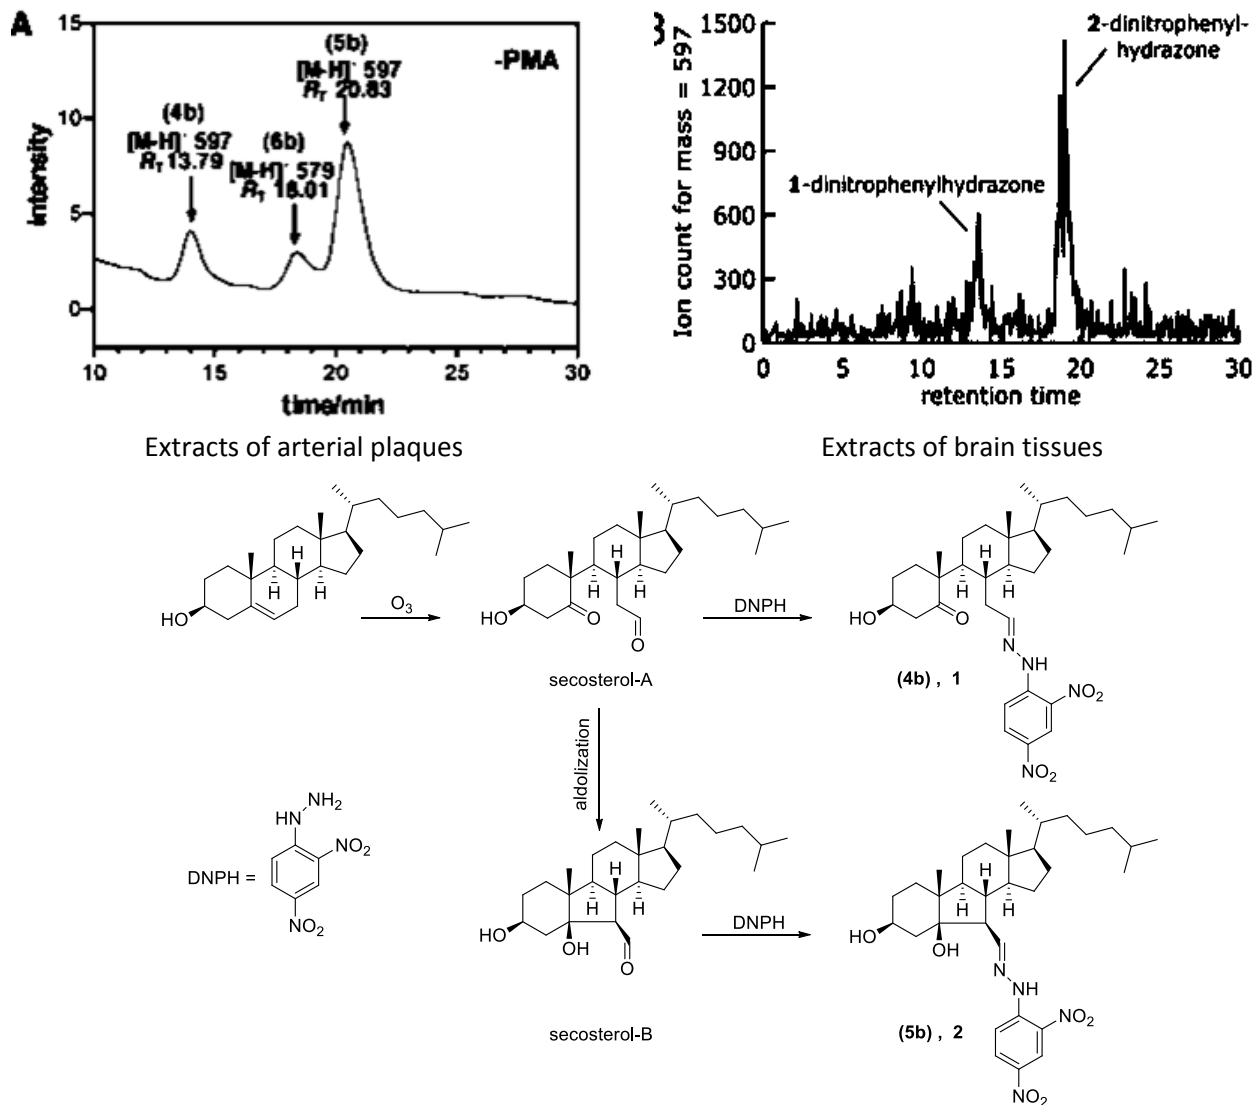 A
15
10
5
0
intensity
(4b)
[M-H]- 597
RT 13.79
(6b)
[M-H]- 579
RT 18.01
(5b)
[M-H]- 597
RT 20.83
-PMA
10 15 20 25 30
time/min
Extracts of arterial plaques
B
1500
1200
900
600
300
0
Ion count for mass = 597
2-dinitrophenyl-
hydrazone
1-dinitrophenylhydrazone
0 5 10 15 20 25 30
retention time
Extracts of brain tissues
H
H
H
HO
O3
H
H
H
HO
O
O
secosterol-A
DNPH
H
H
H
HO
O
N
NH
NO2
NO2
(4b) , 1
aldolization
DNPH =
NH2
HN
NO2
NO2
H
H
H
HO
OH
O
secosterol-B
DNPH
H
H
H
HO
OH
N
NH
NO2
NO2
(5b) , 2